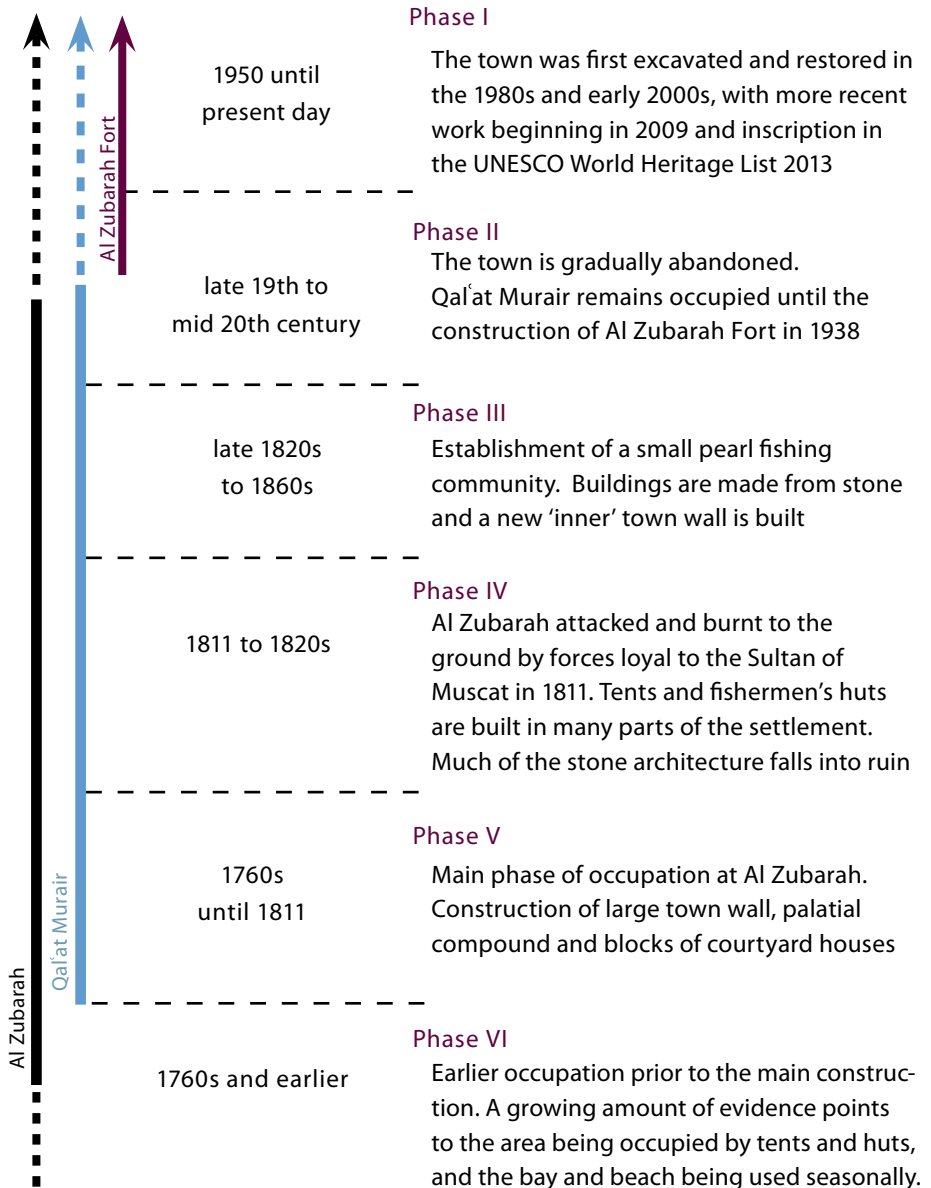 Phase I
1950 until
present day
The town was first excavated and restored in
the 1980s and early 2000s, with more recent
work beginning in 2009 and inscription in
the UNESCO World Heritage List 2013
Al Zubarah Fort
Phase II
late 19th to
mid 20th century
The town is gradually abandoned.
Qalʿat Murair remains occupied until the
construction of Al Zubarah Fort in 1938
Phase III
late 1820s
to 1860s
Establishment of a small pearl fishing
community.  Buildings are made from stone
and a new ‘inner’ town wall is built
Phase IV
1811 to 1820s
Al Zubarah attacked and burnt to the
ground by forces loyal to the Sultan of
Muscat in 1811. Tents and fishermen’s huts
are built in many parts of the settlement.
Much of the stone architecture falls into ruin
Phase V
1760s
until 1811
Main phase of occupation at Al Zubarah.
Construction of large town wall, palatial
compound and blocks of courtyard houses
Qalʿat Murair
Al Zubarah
Phase VI
1760s and earlier
Earlier occupation prior to the main construc-
tion. A growing amount of evidence points
to the area being occupied by tents and huts,
and the bay and beach being used seasonally.